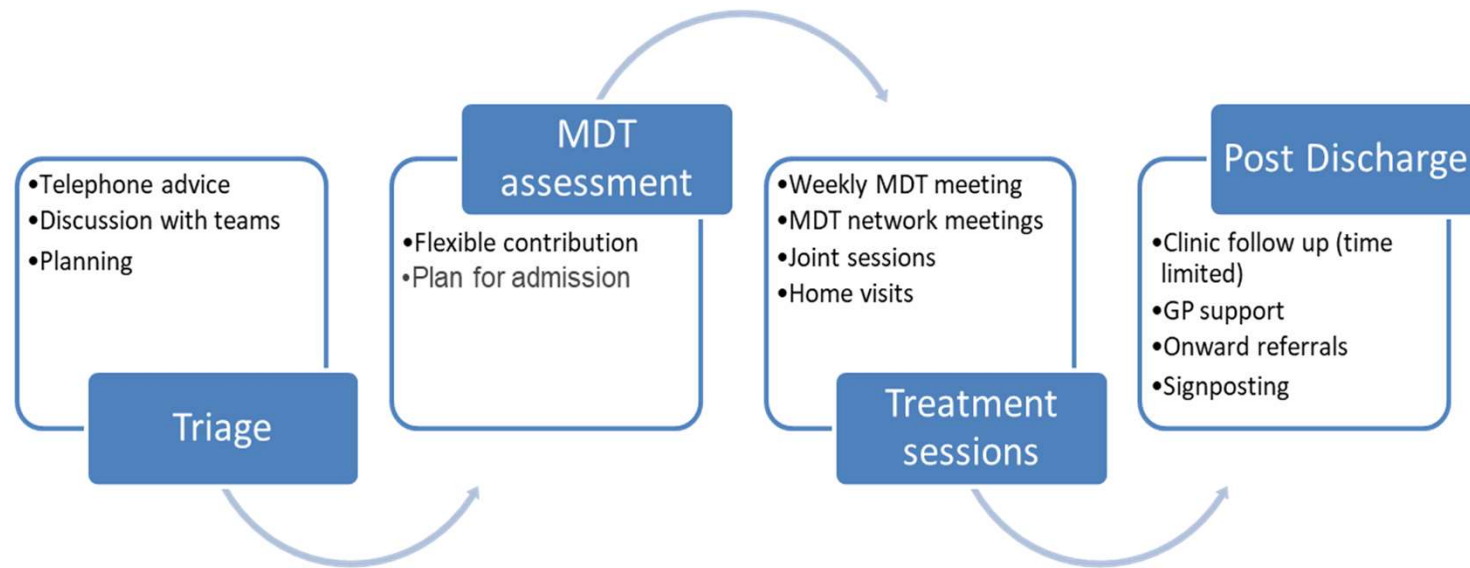 •Telephone advice
•Discussion with teams
•Planning
Triage
MDT
assessment
•Flexible contribution
•Plan for admission
•Weekly MDT meeting
•MDT network meetings
•Joint sessions
•Home visits
Treatment
sessions
Post Discharge
•Clinic follow up (time
limited)
•GP support
•Onward referrals
•Signposting